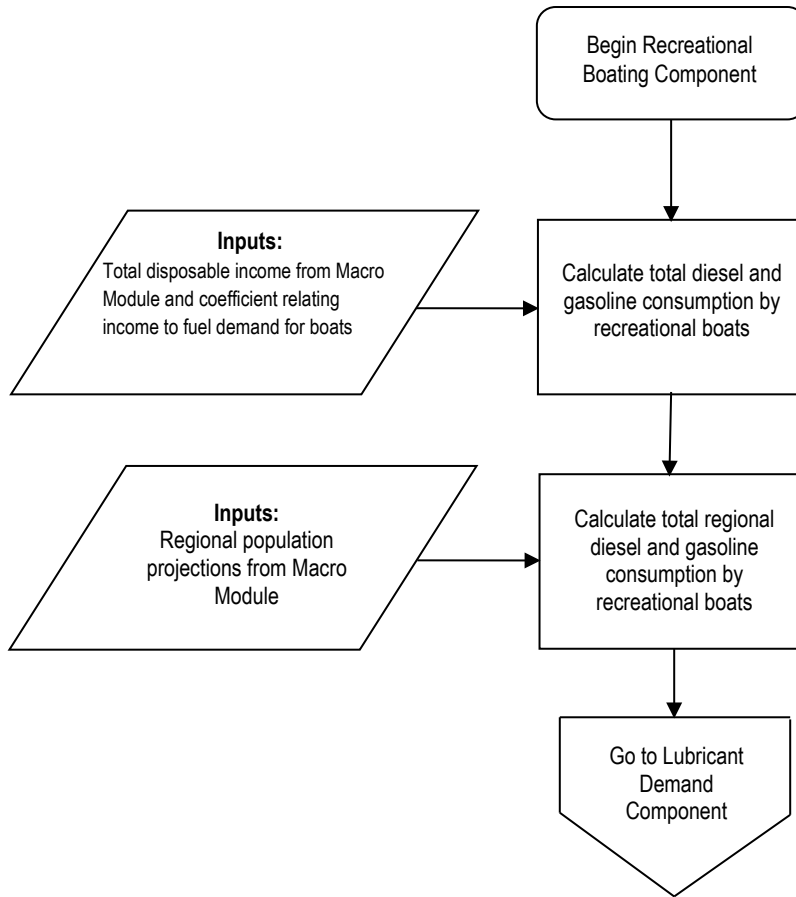 Begin Recreational
Boating Component
Inputs:
Total disposable income from Macro
Module and coefficient relating
income to fuel demand for boats
Calculate total diesel and
gasoline consumption by
recreational boats
Inputs:
Regional population
projections from Macro
Module
Calculate total regional
diesel and gasoline
consumption by
recreational boats
Go to Lubricant
Demand
Component